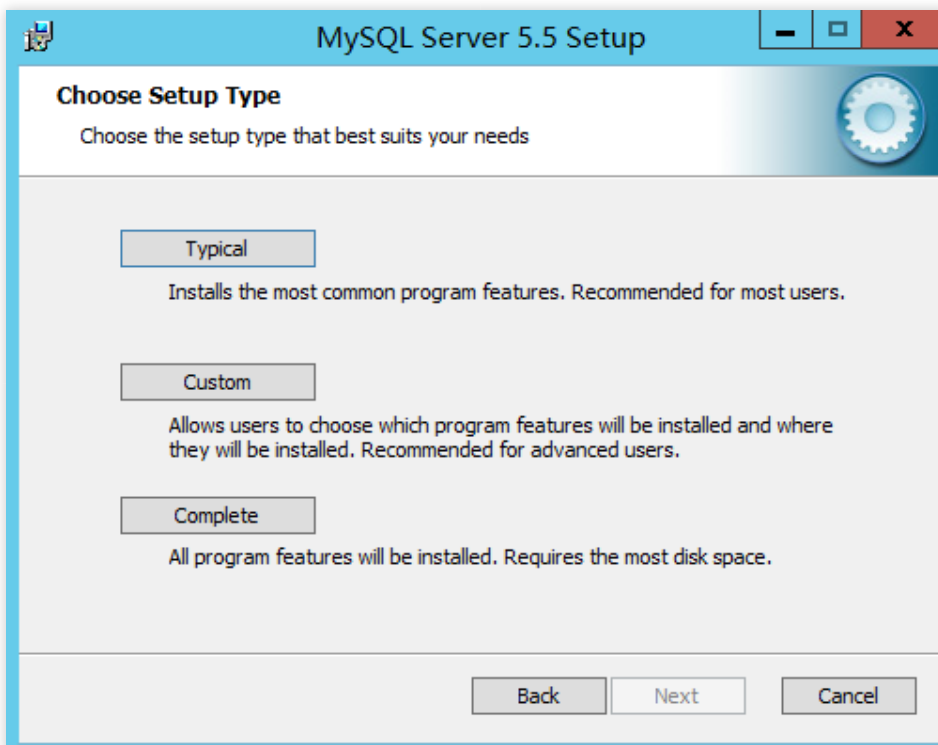 MySQL Server 5.5 Setup
Choose Setup Type
Choose the setup type that best suits your needs
Typical
Installs the most common program features. Recommended for most users.
Custom
Allows users to choose which program features will be installed and where
they will be installed. Recommended for advanced users.
Complete
All program features will be installed. Requires the most disk space.
Back Next Cancel